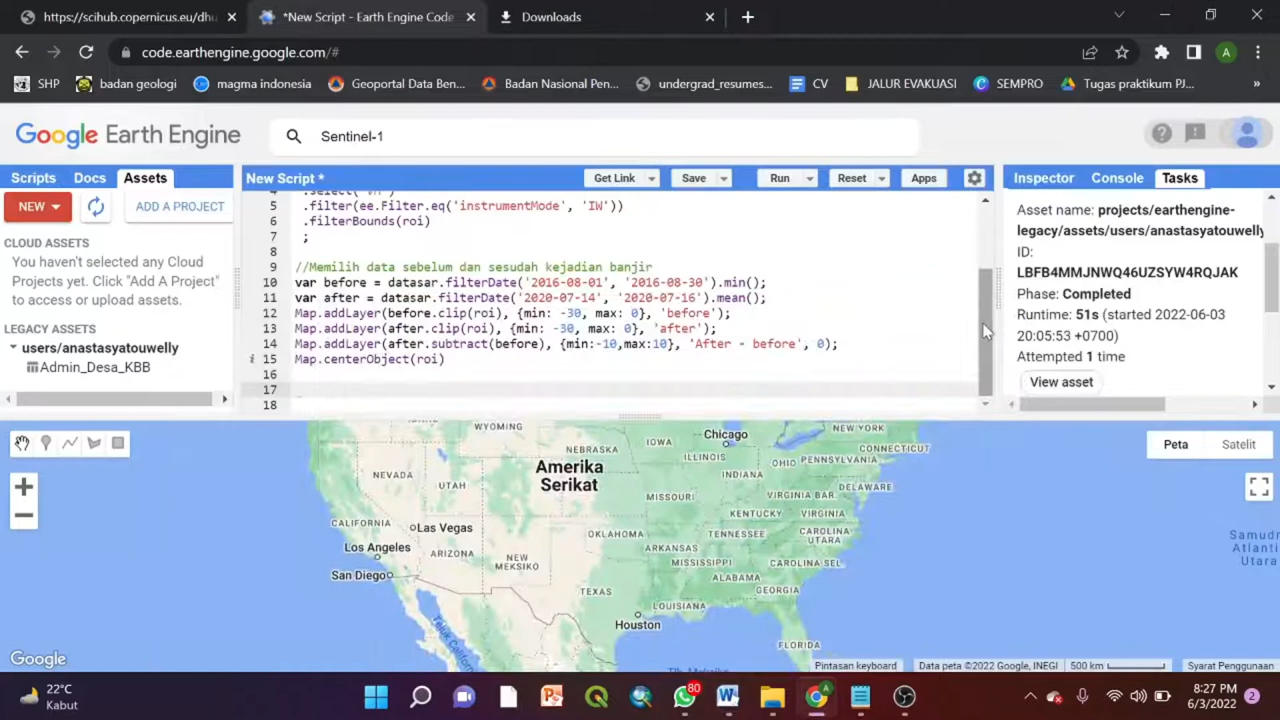 https://scihub.copernicus.eu/dhu
*New Script - Earth Engine Code
Downloads
code.earthengine.google.com/#
A
SHP
badan geologi
magma indonesia
Geoportal Data Ben...
Badan Nasional Pen...
undergrad_resumes...
CV
JALUR EVAKUASI
SEMPRO
Tugas praktikum PJ...
»
Google Earth Engine
Sentinel-1
Scripts
Docs
Assets
NEW
ADD A PROJECT
CLOUD ASSETS
You haven't selected any Cloud
Projects yet. Click "Add A Project"
to access or upload assets.
LEGACY ASSETS
users/anastasyatouwelly
Admin_Desa_KBB
New Script *
Get Link
Save
Run
Reset
Apps
5 .filter(ee.Filter.eq('instrumentMode', 'IW'))
6 .filterBounds(roi)
7 ;
8
9 //Memilih data sebelum dan sesudah kejadian banjir
10 var before = datasar.filterDate('2016-08-01', '2016-08-30').min();
11 var after = datasar.filterDate('2020-07-14', '2020-07-16').mean();
12 Map.addLayer(before.clip(roi), {min: -30, max: 0}, 'before');
13 Map.addLayer(after.clip(roi), {min: -30, max: 0}, 'after');
14 Map.addLayer(after.subtract(before), {min:-10,max:10}, 'After - before', 0);
i 15 Map.centerObject(roi)
16
17
18
Inspector
Console
Tasks
Asset name: projects/earthengine-
legacy/assets/users/anastasyatouwelly
ID:
LBFB4MMJNWQ46UZSYW4RQJAK
Phase: Completed
Runtime: 51s (started 2022-06-03
20:05:53 +0700)
Attempted 1 time
View asset
Peta
Satelit
WYOMING
NEBRASKA
IOWA
Chicago
NEW YORK
CONNECTICUT
ILLINOIS
PENNSYLVANIA
OHIO
INDIANA
NEVADA
UTAH
Amerika
Serikat
MISSOURI
VIRGINIA BAR.
DELAWARE
KENTUCKY
VIRGINIA
CALIFORNIA
Las Vegas
OKLAHOMA
TENNESSEE
CAROLINA
UTARA
Los Angeles
ARIZONA
NEW
MEKSIKO
ARKANSAS
MISSISSIPPI
CAROLINA SEL.
San Diego
TEXAS
ALABAMA
GEORGIA
LOUISIANA
Houston
FLORIDA
Samud
Atlanti
Utara
Google
Pintasan keyboard
Data peta ©2022 Google, INEGI
500 km
Syarat Penggunaan
22°C
Kabut
80
8:27 PM
6/3/2022
2